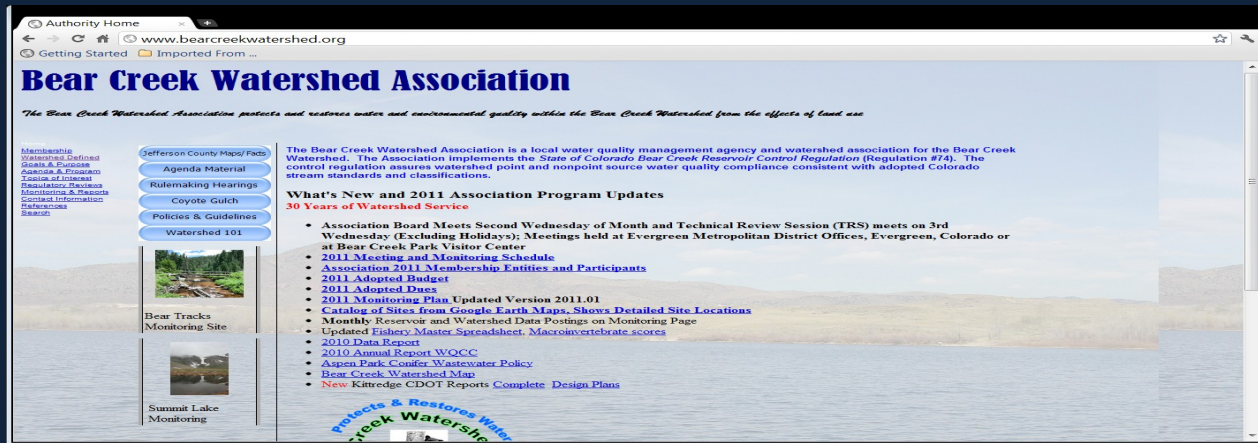 Authority Home
www.bearcreekwatershed.org
Getting Started Imported From ...
Bear Creek Watershed Association
The Bear Creek Watershed Association protects and restores water and environmental quality within the Bear Creek Watershed from the effects of land use
Membership
Watershed Defined
Goals & Purpose
Agenda & Program
Topics of Interest
Regulatory Reviews
Monitoring & Reports
Contact Information
References
Search
Jefferson County Maps/ Facts
Agenda Material
Rulemaking Hearings
Coyote Gulch
Policies & Guidelines
Watershed 101
Bear Tracks
Monitoring Site
Summit Lake
Monitoring
The Bear Creek Watershed Association is a local water quality management agency and watershed association for the Bear Creek
Watershed. The Association implements the State of Colorado Bear Creek Reservoir Control Regulation (Regulation #74). The
control regulation assures watershed point and nonpoint source water quality compliance consistent with adopted Colorado
stream standards and classifications.
What's New and 2011 Association Program Updates
30 Years of Watershed Service
• Association Board Meets Second Wednesday of Month and Technical Review Session (TRS) meets on 3rd
Wednesday (Excluding Holidays); Meetings held at Evergreen Metropolitan District Offices, Evergreen, Colorado or
at Bear Creek Park Visitor Center
• 2011 Meeting and Monitoring Schedule
• Association 2011 Membership Entities and Participants
• 2011 Adopted Budget
• 2011 Adopted Dues
• 2011 Monitoring Plan Updated Version 2011.01
• Catalog of Sites from Google Earth Maps, Shows Detailed Site Locations
• Monthly Reservoir and Watershed Data Postings on Monitoring Page
• Updated Fishery Master Spreadsheet, Macroinvertebrate scores
• 2010 Data Report
• 2010 Annual Report WQCC
• Aspen Park Conifer Wastewater Policy
• Bear Creek Watershed Map
• New Kittredge CDOT Reports Complete Design Plans
Protects & Restores Water